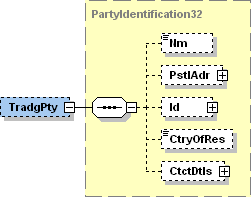 PartyIdentification32
Nm
PstlAdr
TradgPty
Id
CtryOfRes
CtctDtls